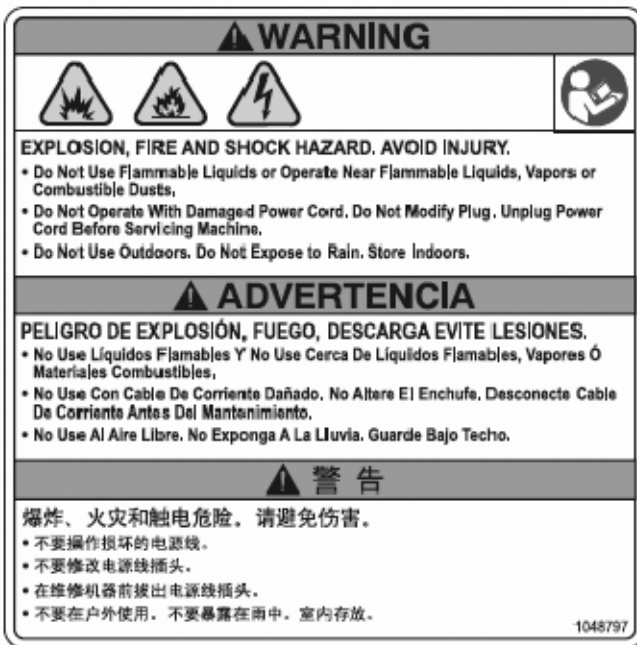 WARNING
EXPLOSION, FIRE AND SHOCK HAZARD. AVOID INJURY.
• Do Not Use Flammable Liquids or Operate Near Flammable Liquids, Vapors or
Combustible Dusts,
• Do Not Operate With Damaged Power Cord. Do Not Modify Plug. Unplug Power
Cord Before Servicing Machine.
• Do Not Use Outdoors. Do Not Expose to Rain. Store Indoors.
ADVERTENCIA
PELIGRO DE EXPLOSIÓN, FUEGO, DESCARGA EVITE LESIONES.
• No Use Líquidos Flamables Y No Use Cerca De Líquidos Flamables, Vapores Ó
Materiales Combustibles,
• No Use Con Cable De Corriente Dañado. No Altere El Enchufe. Desconecte Cable
De Corriente Antes Del Mantenimiento.
• No Use Al Aire Libre. No Exponga A La Lluvia. Guarde Bajo Techo.
警 告
爆炸、火灾和触电危险。请避免伤害。
• 不要操作损坏的电源线。
• 不要修改电源线插头。
• 在维修机器前拔出电源线插头。
• 不要在户外使用。不要暴露在雨中。室内存放。
1048797